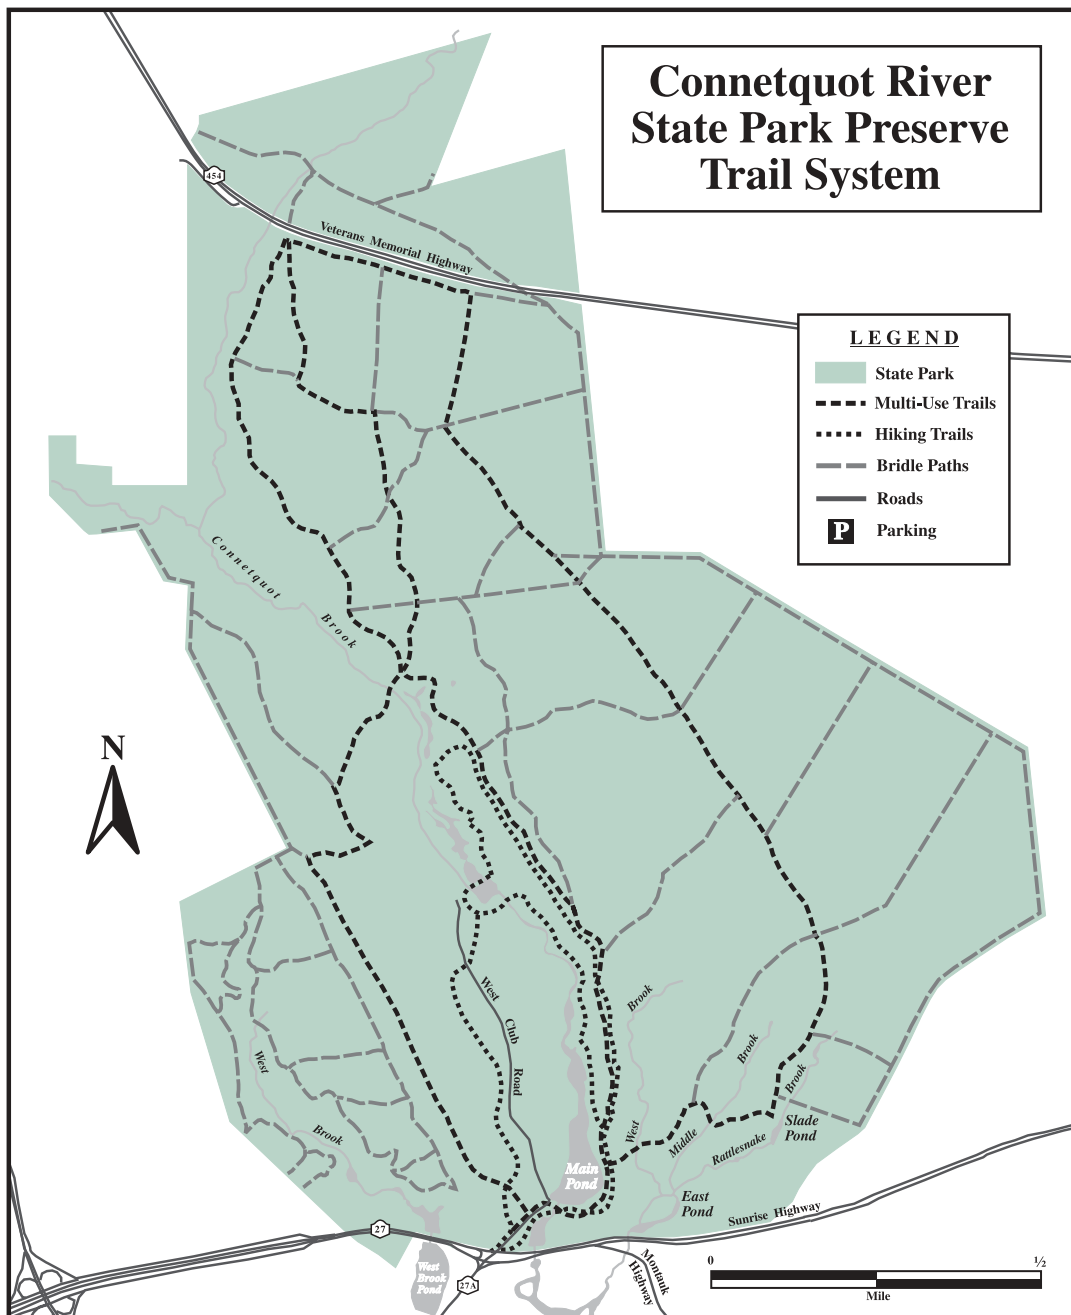 Connetquot River
State Park Preserve
Trail System
454
Veterans Memorial Highway
LEGEND
State Park
Multi-Use Trails
Hiking Trails
Bridle Paths
Roads
P Parking
Connetquot
Brook
N
West
Club
Road
Brook
West
Brook
Middle
Brook
Rattlesnake
Slade
Pond
West
Brook
Main
Pond
East
Pond
Sunrise Highway
27
West
Brook
Pond
27A
Montauk
Highway
0 ½
Mile